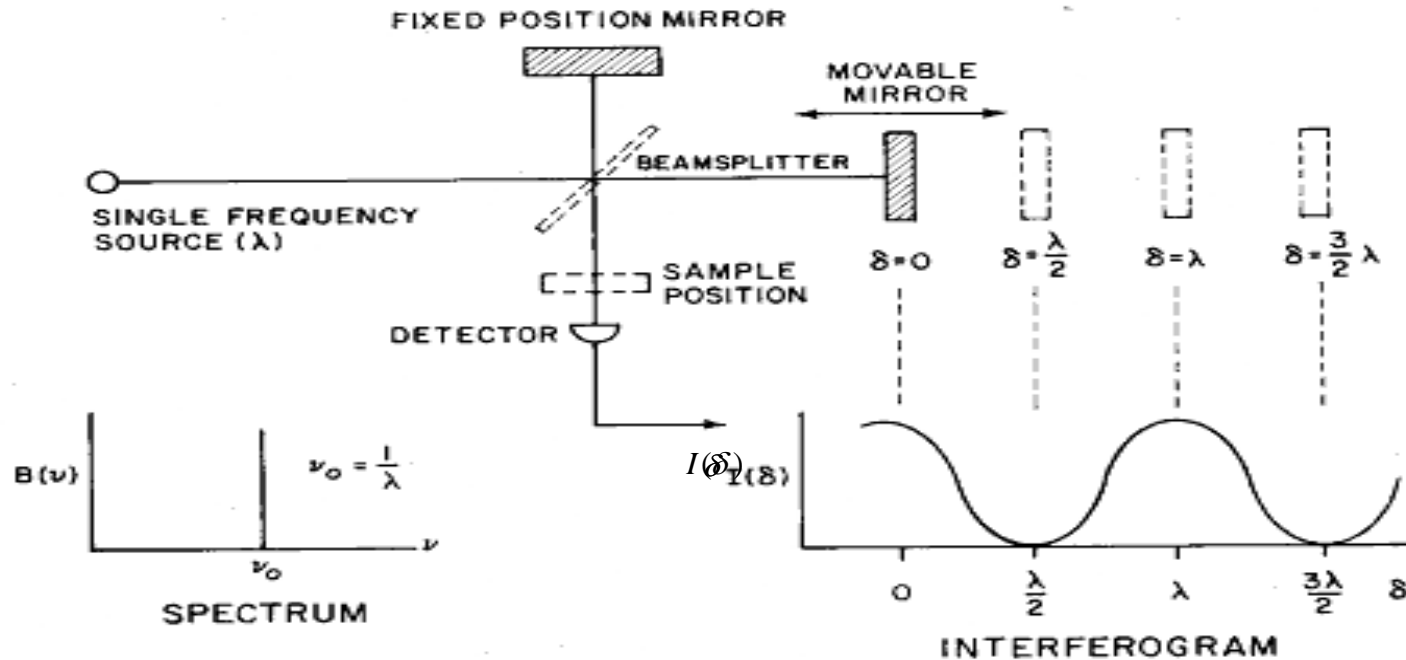 FIXED POSITION MIRROR
MOVABLE
MIRROR
BEAMSPLITTER
SINGLE FREQUENCY
SOURCE (λ)
δ=0
δ=λ/2
δ=λ
δ=3/2 λ
SAMPLE
POSITION
DETECTOR
B(ν)
ν₀ = 1/λ
ν
ν₀
SPECTRUM
I(δ)
I(δ)
0
λ/2
λ
3λ/2
δ
INTERFEROGRAM